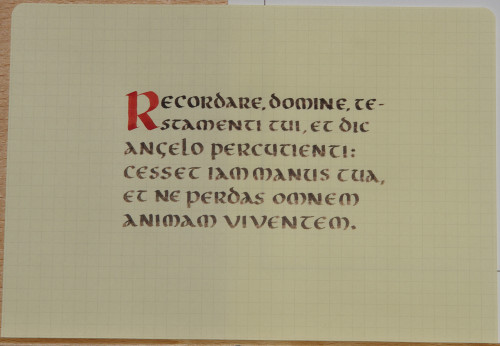 Recordare, domine, te-
stamenti tui, et dic
angelo percutienti:
cesset iam manus tua,
et ne perdas omnem
animam viventem.